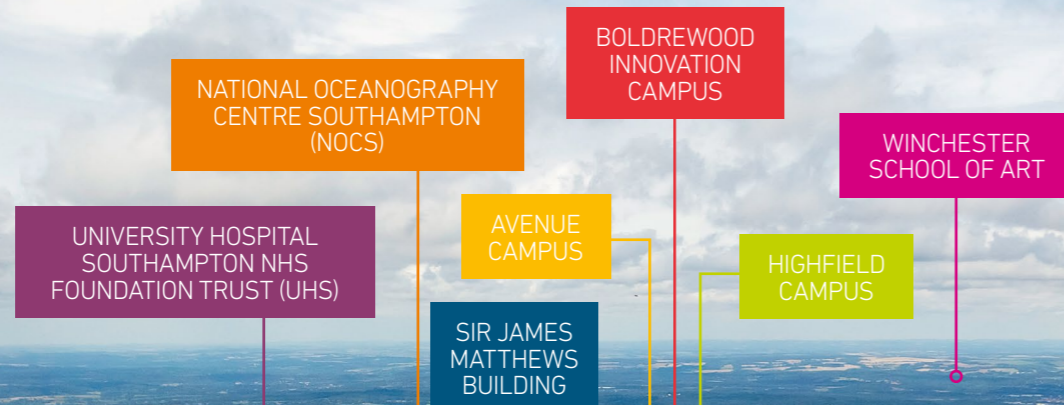 BOLDREWOOD
INNOVATION
CAMPUS
NATIONAL OCEANOGRAPHY
CENTRE SOUTHAMPTON
(NOCS)
WINCHESTER
SCHOOL OF ART
UNIVERSITY HOSPITAL
SOUTHAMPTON NHS
FOUNDATION TRUST (UHS)
AVENUE
CAMPUS
HIGHFIELD
CAMPUS
SIR JAMES
MATTHEWS
BUILDING